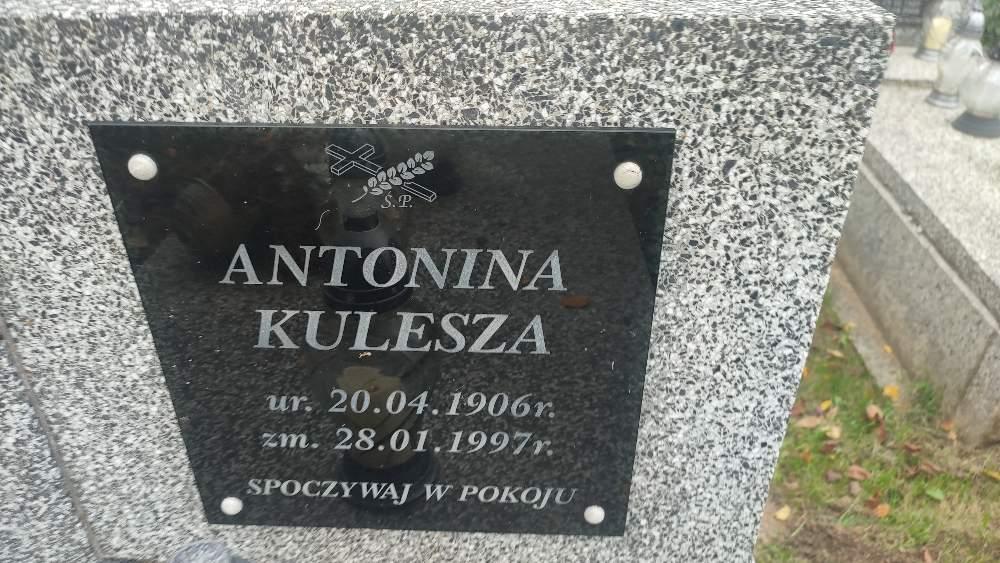 S.P.
ANTONINA
KULESZA
ur. 20.04.1906r.
zm. 28.01.1997r.
SPOCZYWAJ W POKOJU